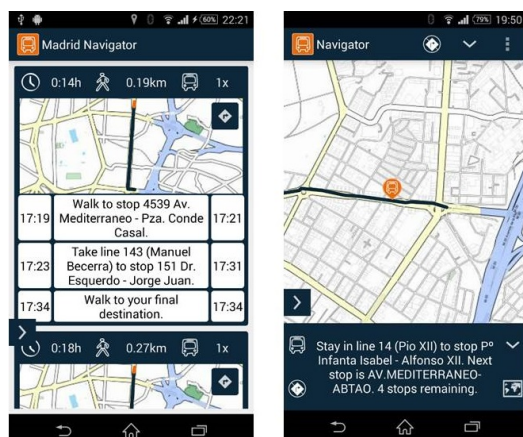 60% 22:21
Madrid Navigator
0:14h 0.19km 1x
17:19
Walk to stop 4539 Av.
Mediterraneo - Pza. Conde
Casal.
17:21
17:23
Take line 143 (Manuel
Becerra) to stop 151 Dr.
Esquerdo - Jorge Juan.
17:31
17:34
Walk to your final
destination.
17:34
0:18h 0.27km 1x
79% 19:50
Navigator
Stay in line 14 (Pio XII) to stop Pº
Infanta Isabel - Alfonso XII. Next
stop is AV.MEDITERRANEO-
ABTAO. 4 stops remaining.